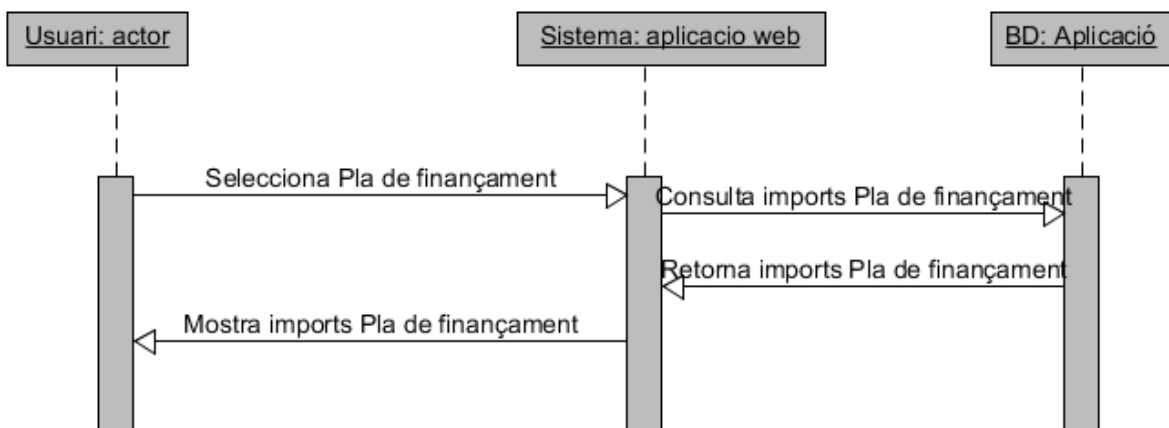 Usuari: actor
Sistema: aplicacio web
BD: Aplicació
Selecciona Pla de finançament
Consulta imports Pla de finançament
Retorna imports Pla de finançament
Mostra imports Pla de finançament